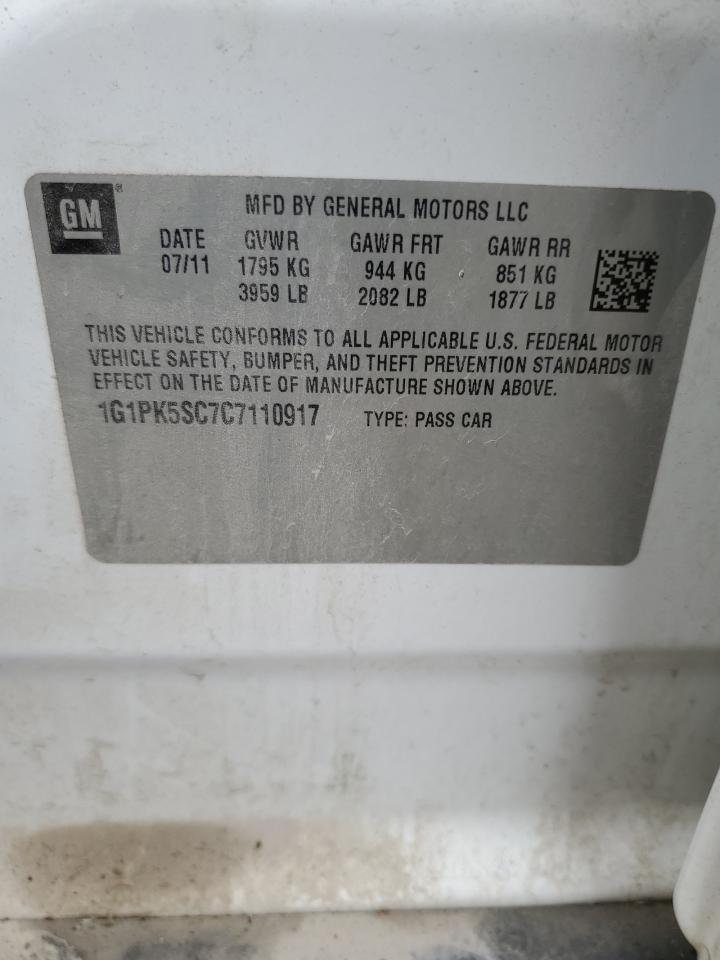 GM ®
MFD BY GENERAL MOTORS LLC
DATE GVWR GAWR FRT GAWR RR
07/11 1795 KG 944 KG 851 KG
3959 LB 2082 LB 1877 LB
THIS VEHICLE CONFORMS TO ALL APPLICABLE U.S. FEDERAL MOTOR
VEHICLE SAFETY, BUMPER, AND THEFT PREVENTION STANDARDS IN
EFFECT ON THE DATE OF MANUFACTURE SHOWN ABOVE.
1G1PK5SC7C7110917 TYPE: PASS CAR